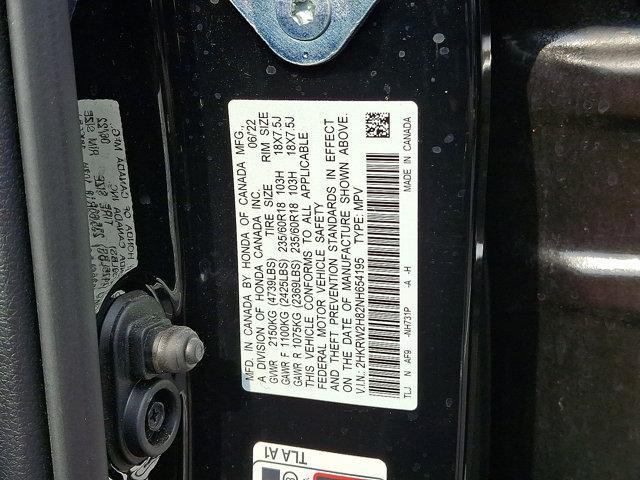 MFD. IN CANADA BY HONDA OF CANADA MFG.,
A DIVISION OF HONDA CANADA INC. 06/22
GVWR 2150KG (4739LBS) TIRE SIZE RIM SIZE
GAWR F 1100KG (2425LBS) 235/60R18 103H 18X7.5J
GAWR R 1075KG (2369LBS) 235/60R18 103H 18X7.5J
THIS VEHICLE CONFORMS TO ALL APPLICABLE
FEDERAL MOTOR VEHICLE SAFETY
AND THEFT PREVENTION STANDARDS IN EFFECT
ON THE DATE OF MANUFACTURE SHOWN ABOVE.
V.I.N.: 2HKRW2H82NH654195 TYPE: MPV
TLJ N AF9 -NH731P -A -H MADE IN CANADA
TLA A1